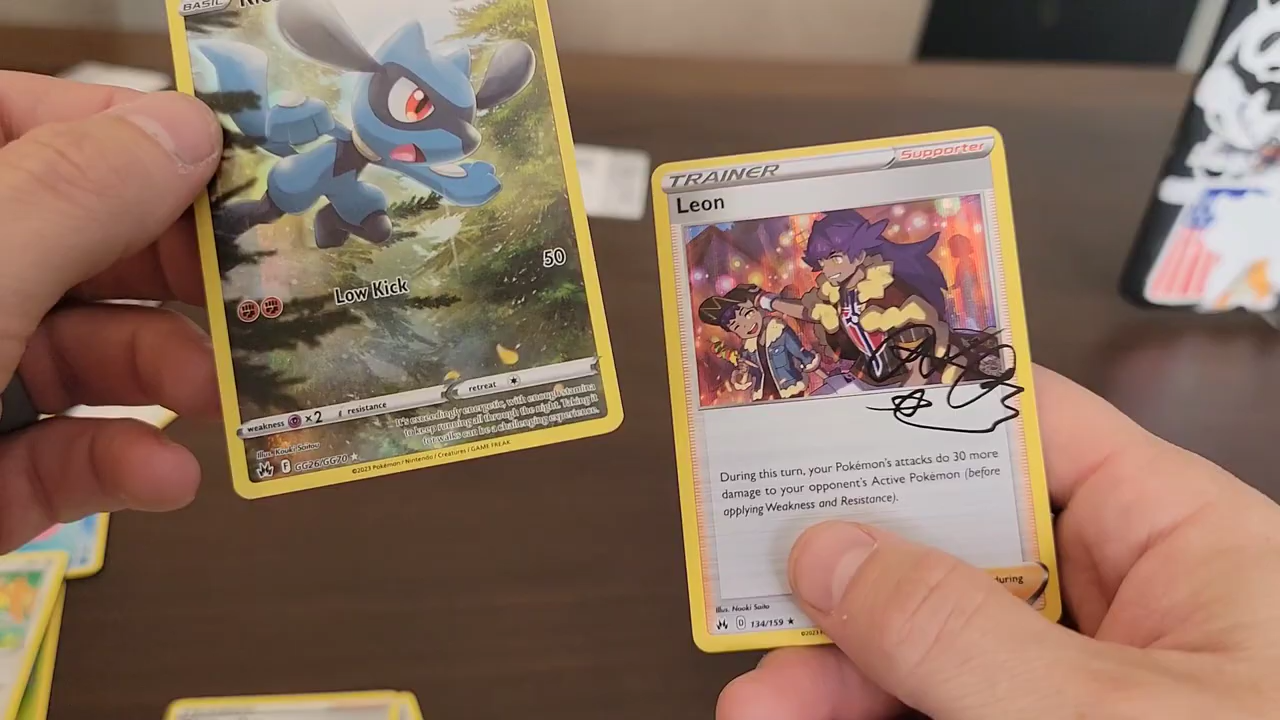 BASIC
Low Kick
50
weakness
x2
resistance
retreat
It's exceedingly energetic, with enough stamina
to keep running all through the night. Taking it
for walks can be a challenging experience.
Illus. Kouki Saitou
F GG26/GG70 ★
©2023 Pokémon / Nintendo / Creatures / GAME FREAK
TRAINER
Supporter
Leon
During this turn, your Pokémon's attacks do 30 more
damage to your opponent's Active Pokémon (before
applying Weakness and Resistance).
during
Illus. Naoki Saito
D 134/159 ★
©2023